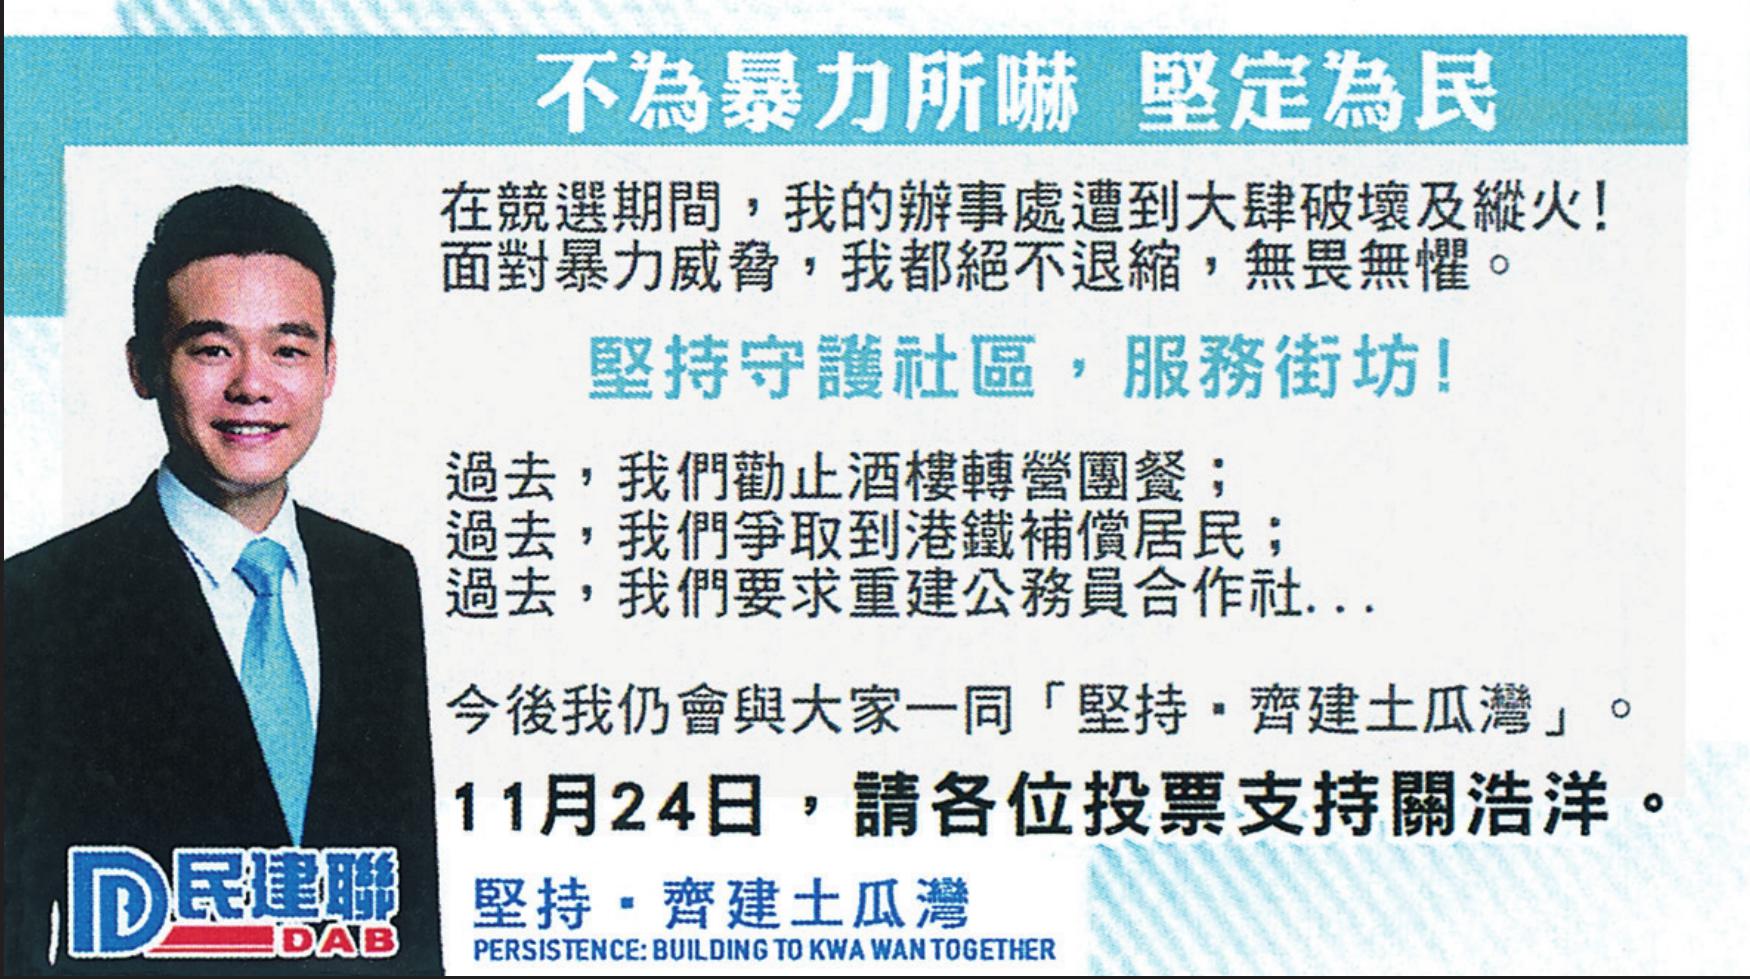 不為暴力所嚇 堅定為民
在競選期間，我的辦事處遭到大肆破壞及縱火！
面對暴力威脅，我都絕不退縮，無畏無懼。
堅持守護社區，服務街坊！
過去，我們勸止酒樓轉營團餐；
過去，我們爭取到港鐵補償居民；
過去，我們要求重建公務員合作社...
今後我仍會與大家一同「堅持·齊建土瓜灣」。
11月24日，請各位投票支持關浩洋。
民建聯
DAB
堅持·齊建土瓜灣
PERSISTENCE: BUILDING TO KWA WAN TOGETHER